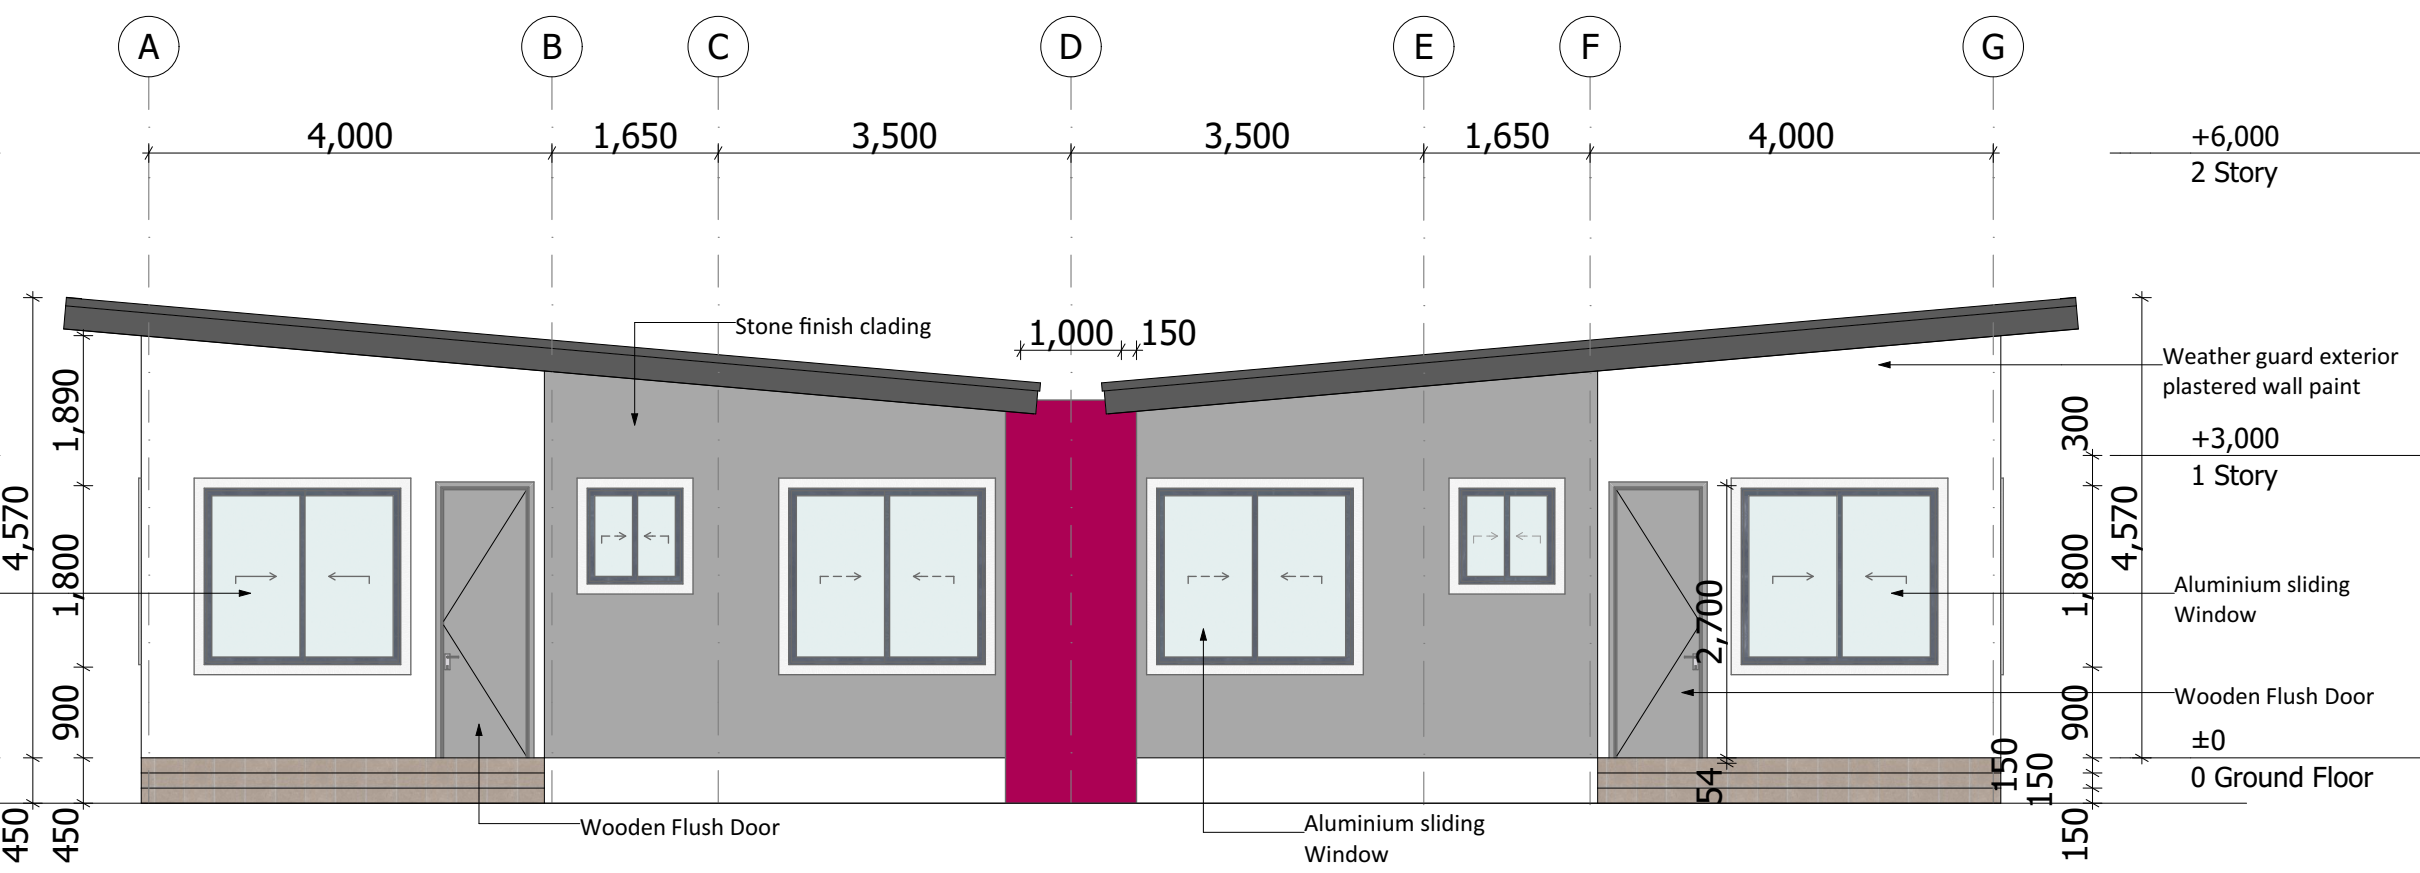 A
B
C
D
E
F
G
4,000
1,650
3,500
3,500
1,650
4,000
+6,000
2 Story
Stone finish clading
1,000
150
Weather guard exterior
plastered wall paint
+3,000
1 Story
4,570
1,890
1,800
900
450
450
2,700
54
300
1,800
900
150
150
150
4,570
Aluminium sliding
Window
Wooden Flush Door
±0
0 Ground Floor
Wooden Flush Door
Aluminium sliding
Window